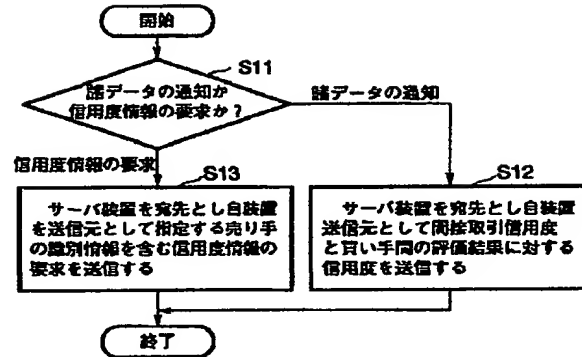 開始
S11
諸データの通知か
信用度情報の要求か？
諸データの通知
信用度情報の要求
S13
サーバ装置を宛先とし自装置
を送信元として指定する売り手
の識別情報を含む信用度情報の
要求を送信する
S12
サーバ装置を宛先とし自装置
送信元として間接取引信用度
と買い手間の評価結果に対する
信用度を送信する
終了